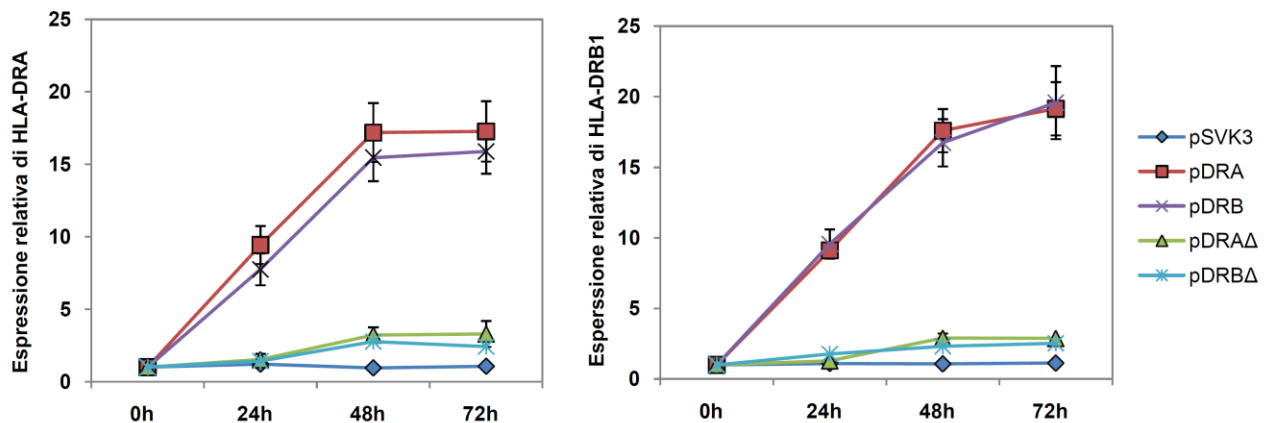 Espressione relativa di HLA-DRA
25
20
15
10
5
0
0h 24h 48h 72h
Esperssione relativa di HLA-DRB1
25
20
15
10
5
0
0h 24h 48h 72h
pSVK3
pDRA
pDRB
pDRAΔ
pDRBΔ